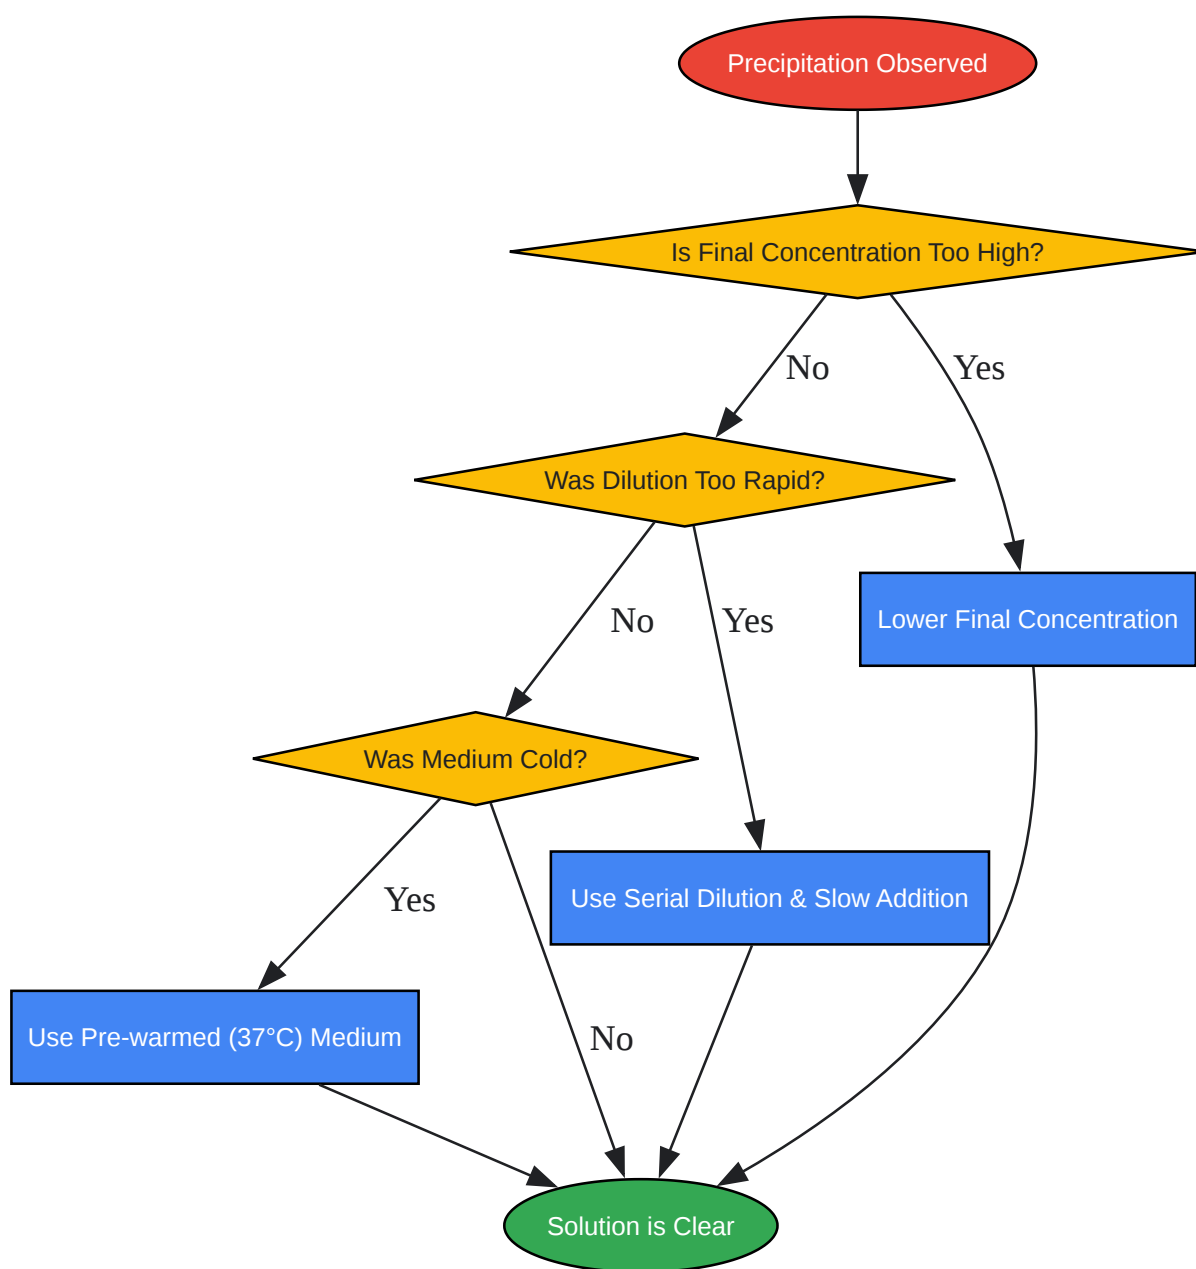 Precipitation Observed
Is Final Concentration Too High?
No
Yes
Was Dilution Too Rapid?
Lower Final Concentration
No
Yes
Was Medium Cold?
Use Serial Dilution & Slow Addition
Yes
Use Pre-warmed (37°C) Medium
No
Solution is Clear